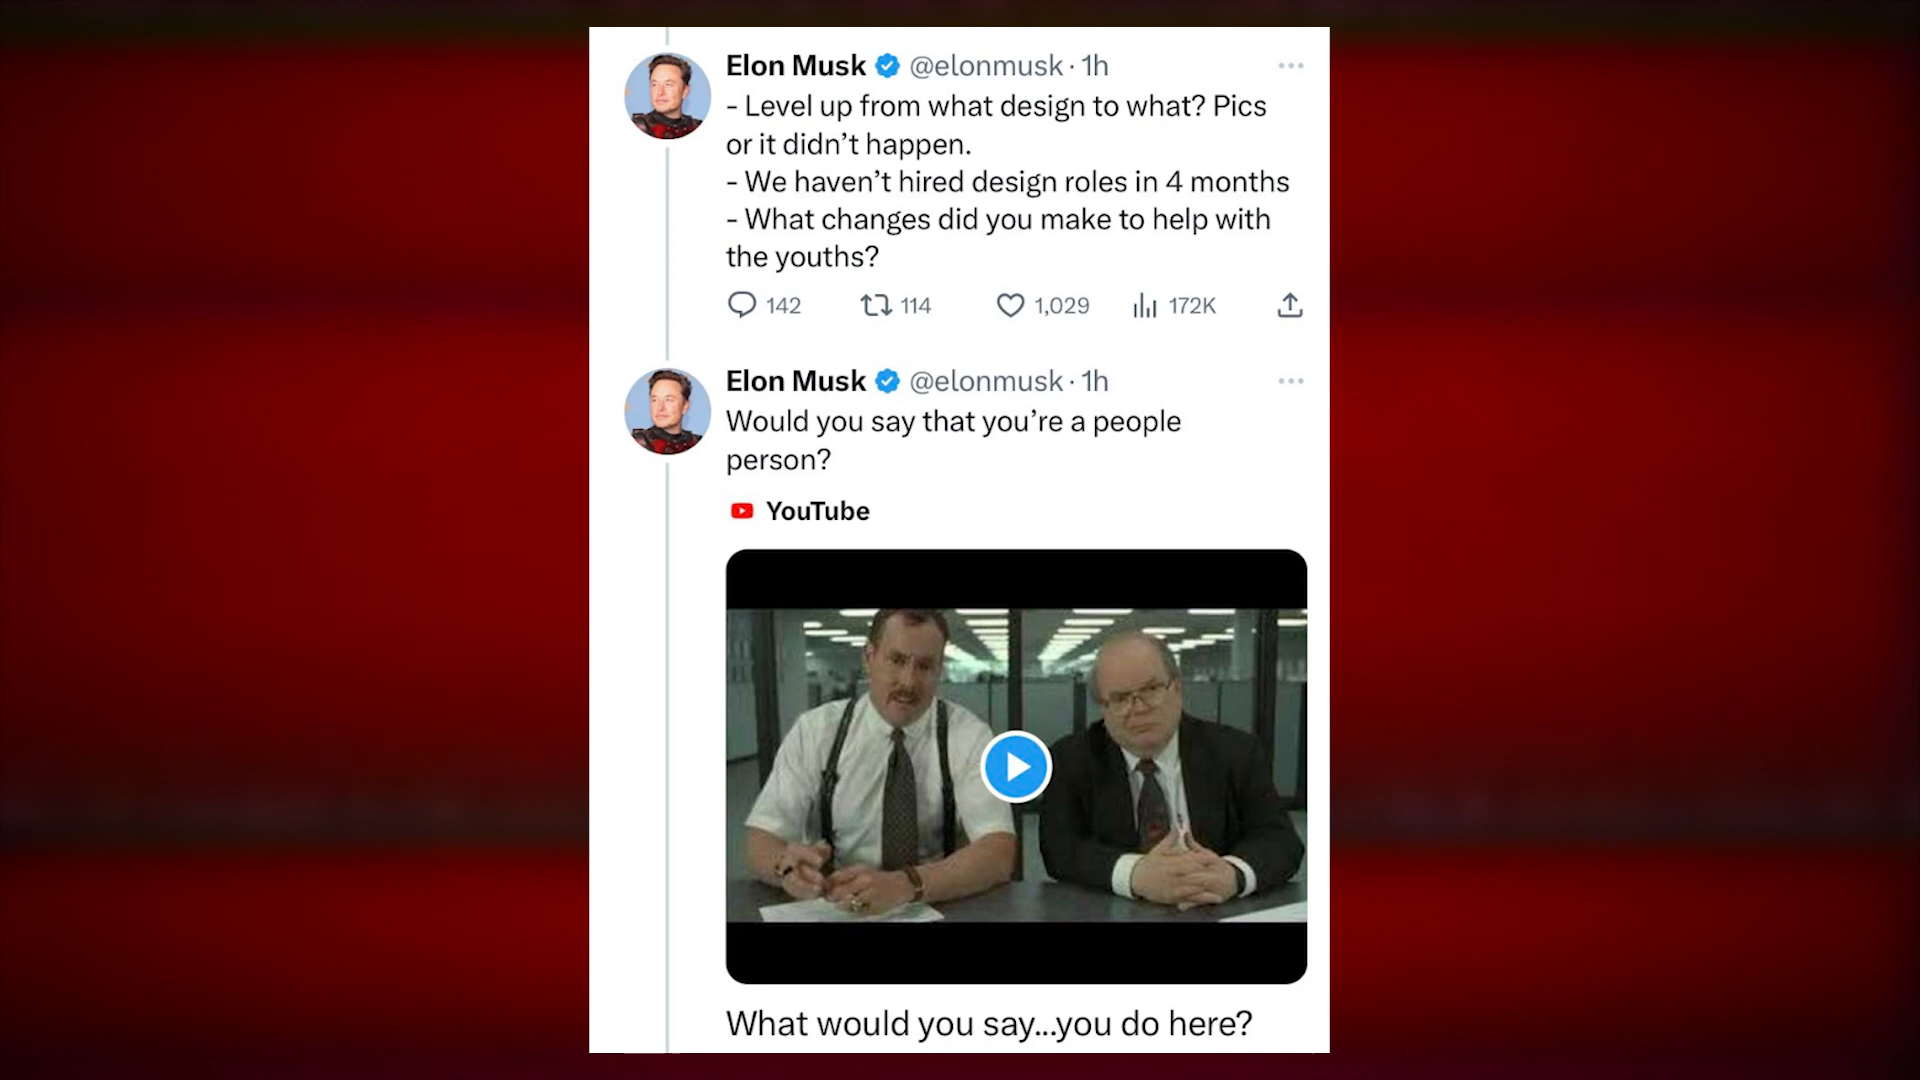 Elon Musk @elonmusk · 1h
- Level up from what design to what? Pics
or it didn’t happen.
- We haven’t hired design roles in 4 months
- What changes did you make to help with
the youths?
142 114 1,029 172K
Elon Musk @elonmusk · 1h
Would you say that you’re a people
person?
YouTube
What would you say...you do here?